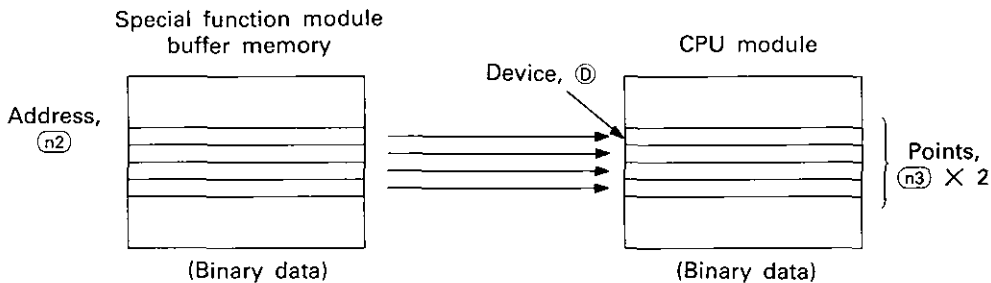 Special function module
buffer memory
CPU module
Device, Ⓓ
Address,
n2
Points,
n3 × 2
(Binary data)
(Binary data)